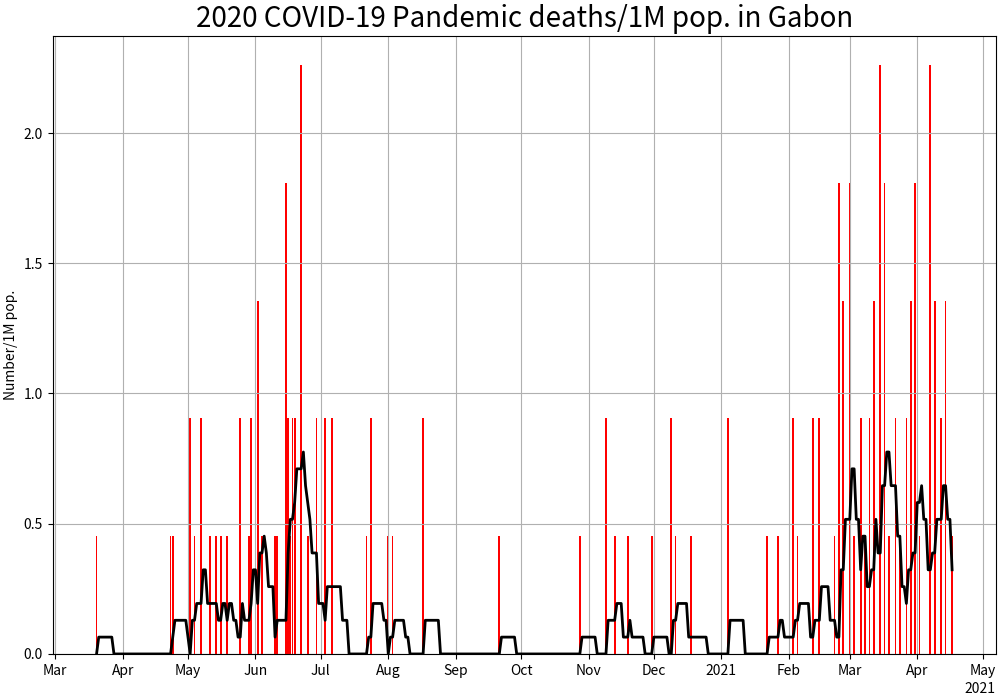 2020 COVID-19 Pandemic deaths/1M pop. in Gabon
Number/1M pop.
2.0
1.5
1.0
0.5
0.0
Mar Apr May Jun Jul Aug Sep Oct Nov Dec 2021 Feb Mar Apr May
2021